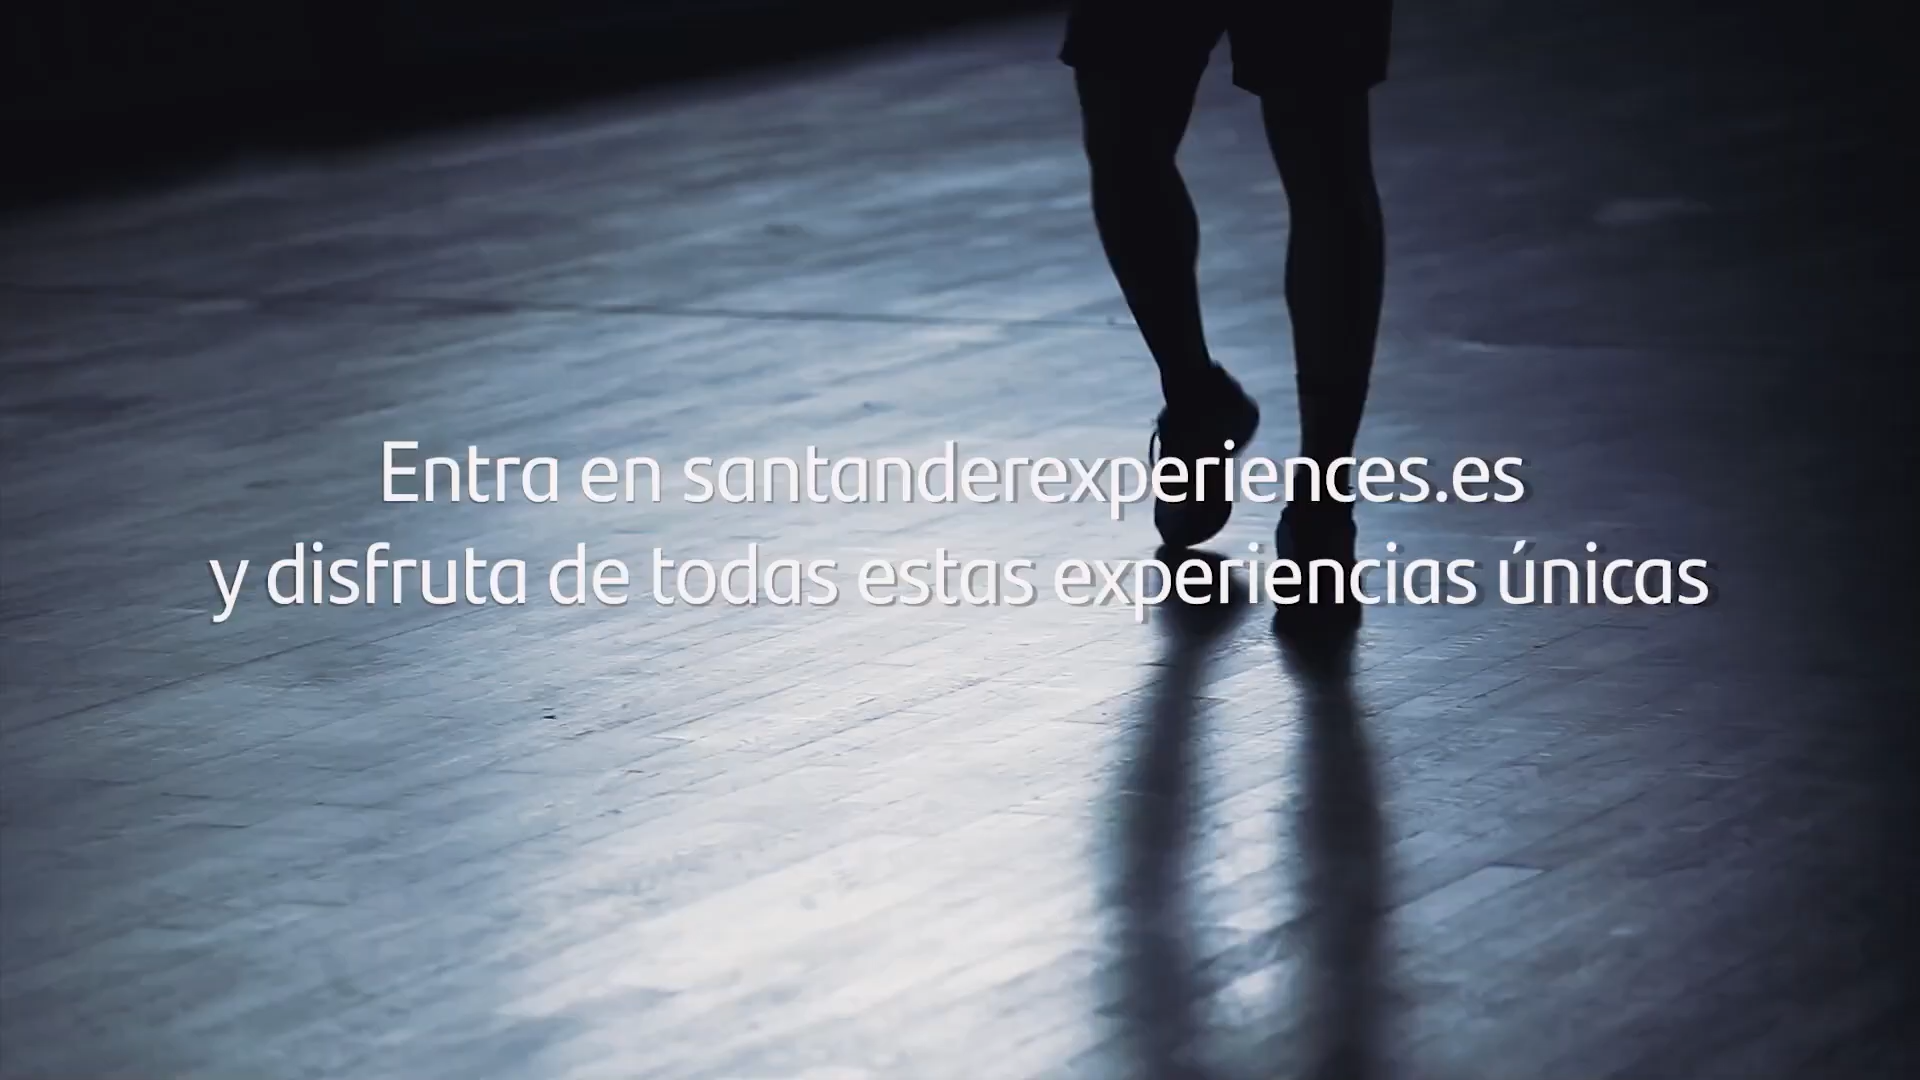 Entra en santanderexperiences.es
y disfruta de todas estas experiencias únicas